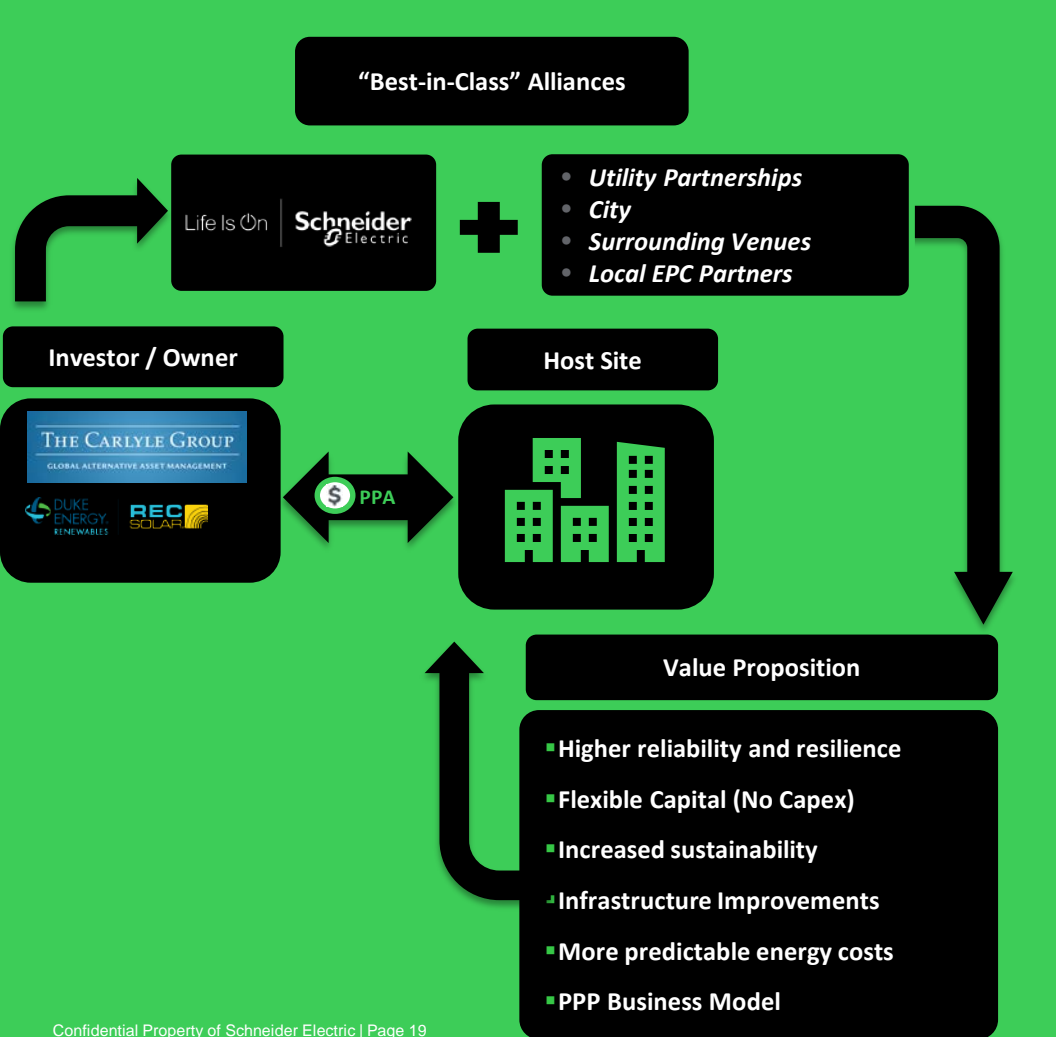 “Best-in-Class” Alliances
Life Is On
Schneider
Electric
• Utility Partnerships
• City
• Surrounding Venues
• Local EPC Partners
Investor / Owner
Host Site
THE CARLYLE GROUP
GLOBAL ALTERNATIVE ASSET MANAGEMENT
DUKE
ENERGY
RENEWABLES
REC
SOLAR
$ PPA
Value Proposition
▪Higher reliability and resilience
▪Flexible Capital (No Capex)
▪Increased sustainability
▪Infrastructure Improvements
▪More predictable energy costs
▪PPP Business Model
Confidential Property of Schneider Electric | Page 19